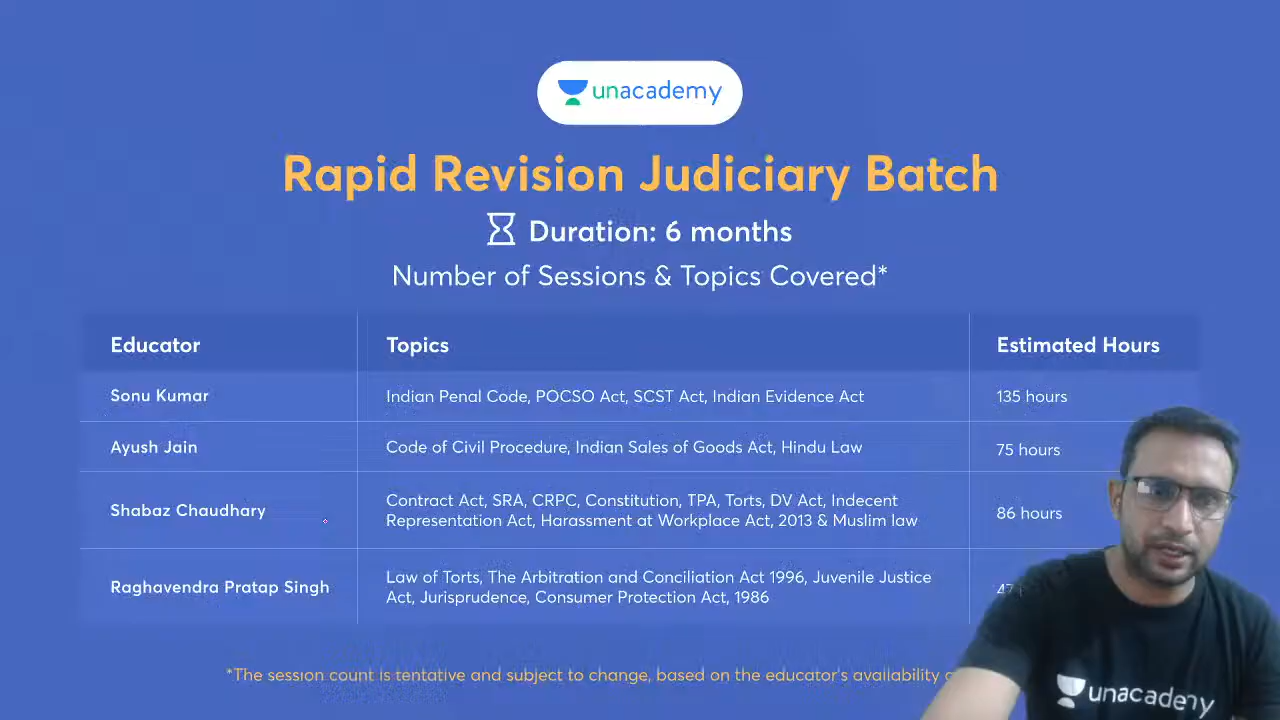 unacademy
Rapid Revision Judiciary Batch
Duration: 6 months
Number of Sessions & Topics Covered*
Educator Topics Estimated Hours
Sonu Kumar Indian Penal Code, POCSO Act, SCST Act, Indian Evidence Act 135 hours
Ayush Jain Code of Civil Procedure, Indian Sales of Goods Act, Hindu Law 75 hours
Shabaz Chaudhary Contract Act, SRA, CRPC, Constitution, TPA, Torts, DV Act, Indecent
Representation Act, Harassment at Workplace Act, 2013 & Muslim law 86 hours
Raghavendra Pratap Singh Law of Torts, The Arbitration and Conciliation Act 1996, Juvenile Justice
Act, Jurisprudence, Consumer Protection Act, 1986 47
*The session count is tentative and subject to change, based on the educator's availability
unacademy